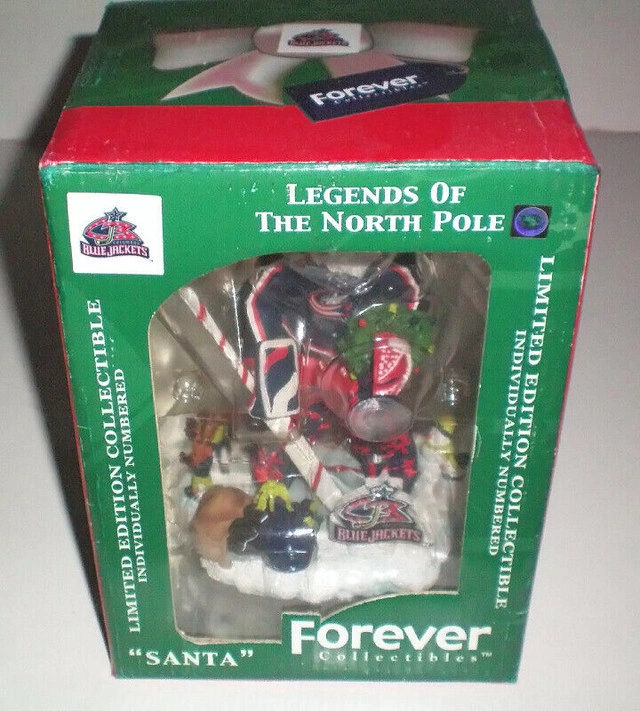 Forever
Collectibles
LEGENDS OF
THE NORTH POLE
BLUE JACKETS
LIMITED EDITION COLLECTIBLE
INDIVIDUALLY NUMBERED
LIMITED EDITION COLLECTIBLE
INDIVIDUALLY NUMBERED
BLUE JACKETS
"SANTA"
Forever
Collectibles™